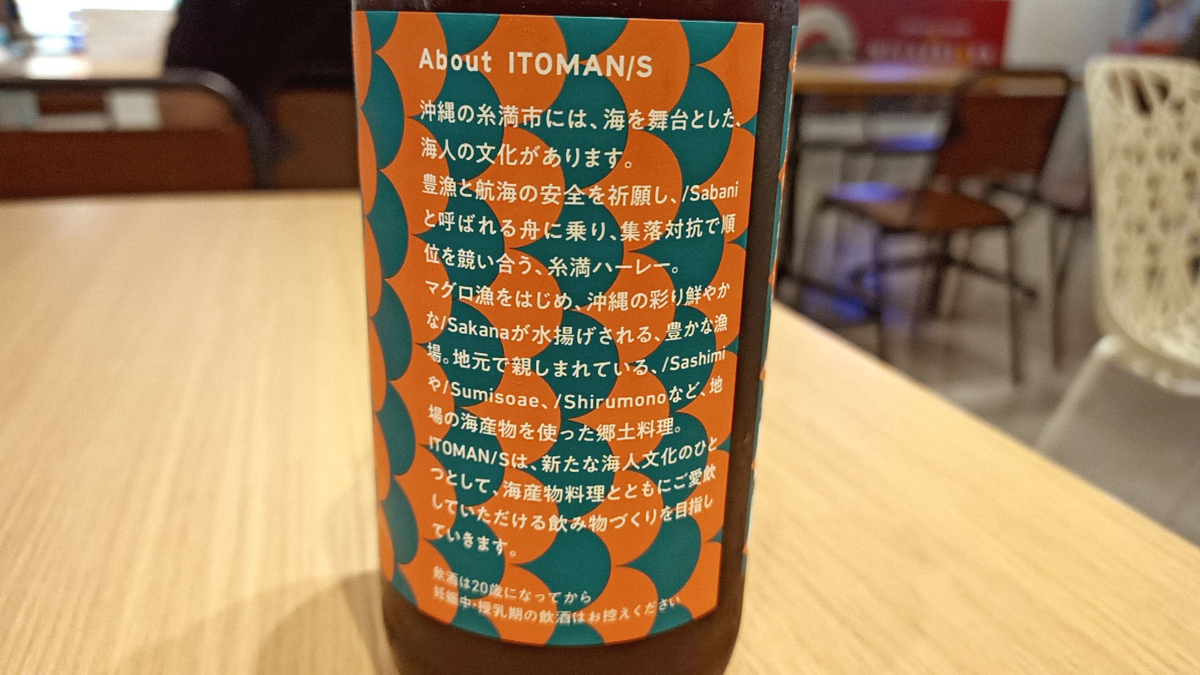 About ITOMAN/S
沖縄の糸満市には、海を舞台とした、
海人の文化があります。
豊漁と航海の安全を祈願し、/Sabani
と呼ばれる舟に乗り、集落対抗で順
位を競い合う、糸満ハーレー。
マグロ漁をはじめ、沖縄の彩り鮮やか
な/Sakanaが水揚げされる、豊かな漁
場。地元で親しまれている、/Sashimi
や/Sumisoae、/Shirumonoなど、地
場の海産物を使った郷土料理。
ITOMAN/Sは、新たな海人文化のひと
つとして、海産物料理とともにご愛飲
していただける飲み物づくりを目指し
ていきます。
飲酒は20歳になってから
妊娠中・授乳期の飲酒はお控えください